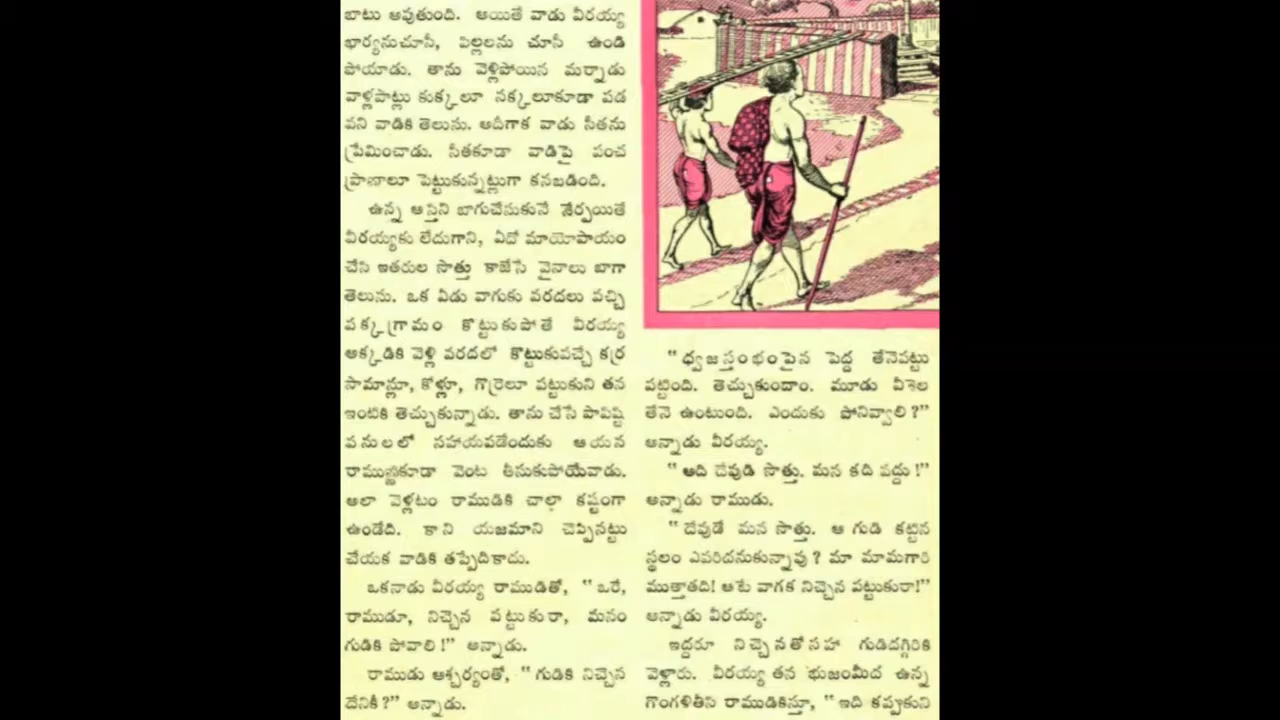 బాటు అవుతుంది. అయితే వాడు వీరయ్య
భార్యనుచూసీ, పిల్లలను చూసీ ఉండి
పోయాడు. తాను వెళ్లిపోయిన మర్నాడు
వాళ్లపాట్లు కుక్కలూ నక్కలూకూడా పడ
వని వాడికి తెలుసు. అదిగాక వాడు సీతను
ప్రేమించాడు. సీతకూడా వాడిపై పంచ
ప్రాణాలూ పెట్టుకున్నట్లుగా కనబడింది.
ఉన్న ఆస్తిని బాగుచేసుకునే నేర్పయితే
వీరయ్యకు లేదుగాని, ఏదో మాయోపాయం
చేసి ఇతరుల సొత్తు కాజేసే వైనాలు బాగా
తెలుసు. ఒక ఏడు వాగుకు వరదలు వచ్చి
పక్క గ్రామం కొట్టుకుపోతే వీరయ్య
అక్కడికి వెళ్లి వరదలో కొట్టుకువచ్చే కర్ర
సామాన్లూ, కోళ్లూ, గొర్రెలూ పట్టుకుని తన
ఇంటికి తెచ్చుకున్నాడు. తాను చేసే పాపిష్టి
పనులలో సహాయపడేందుకు ఆయన
రాముణ్ణికూడా వెంట తీసుకుపోయేవాడు.
అలా వెళ్లటం రాముడికి చాలా కష్టంగా
ఉండేది. కాని యజమాని చెప్పినట్టు
చేయక వాడికి తప్పేదికాదు.
ఒకనాడు వీరయ్య రాముడితో, "ఒరే,
రాముడూ, నిచ్చెన పట్టుకురా, మనం
గుడికి పోవాలి!" అన్నాడు.
రాముడు ఆశ్చర్యంతో, "గుడికి నిచ్చెన
దేనికీ?" అన్నాడు.
"ధ్వజస్తంభంపైన పెద్ద తేనెపట్టు
పట్టింది. తెచ్చుకుందాం. మూడు వీశెల
తేనె ఉంటుంది. ఎందుకు పోనివ్వాలి?"
అన్నాడు వీరయ్య.
"అది దేవుడి సొత్తు. మన కది వద్దు!"
అన్నాడు రాముడు.
"దేవుడే మన సొత్తు. ఆ గుడి కట్టిన
స్థలం ఎవరిదనుకున్నావు? మా మామగారి
ముత్తాతది! అటే వాగక నిచ్చెన పట్టుకురా!"
అన్నాడు వీరయ్య.
ఇద్దరూ నిచ్చెనతోసహా గుడిదగ్గిరికి
వెళ్లారు. వీరయ్య తన భుజంమీద ఉన్న
గొంగళితీసి రాముడికిస్తూ, "ఇది కప్పుకుని